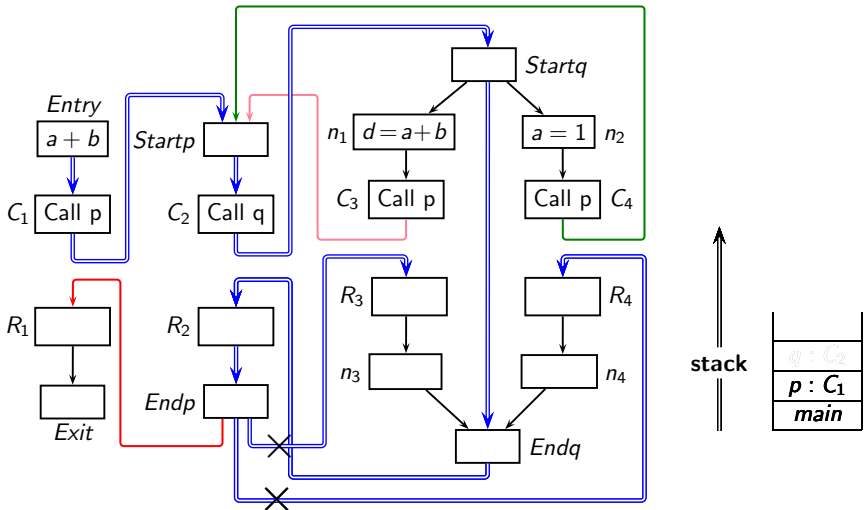 Startq
Entry
a + b
Startp
n1
d = a + b
a = 1
n2
C1
Call p
C2
Call q
C3
Call p
Call p
C4
R1
R2
R3
R4
n3
n4
Endp
Exit
Endq
stack
q : C2
p : C1
main